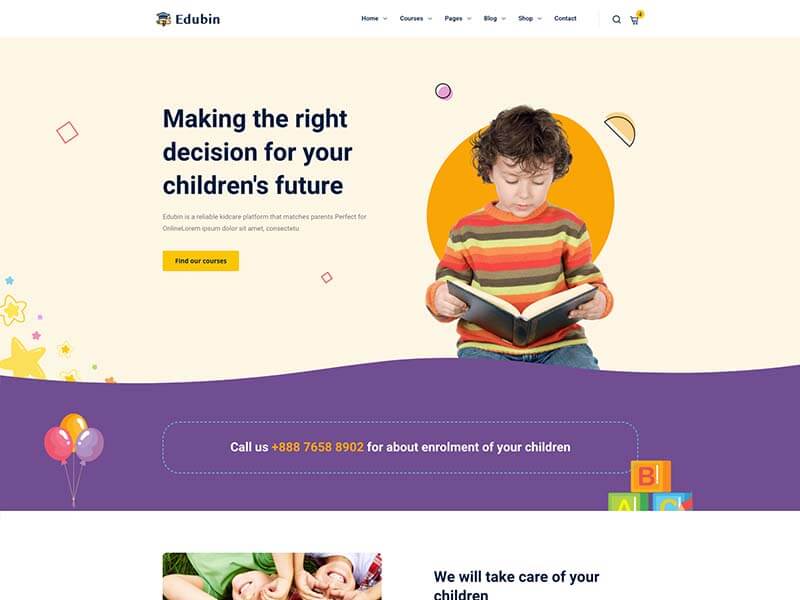 Edubin
Home Courses Pages Blog Shop Contact
4
Making the right
decision for your
children's future
Edubin is a reliable kidcare platform that matches parents Perfect for
OnlineLorem ipsum dolor sit amet, consectetu
Find our courses
Call us +888 7658 8902 for about enrolment of your children
B
A C
We will take care of your
children